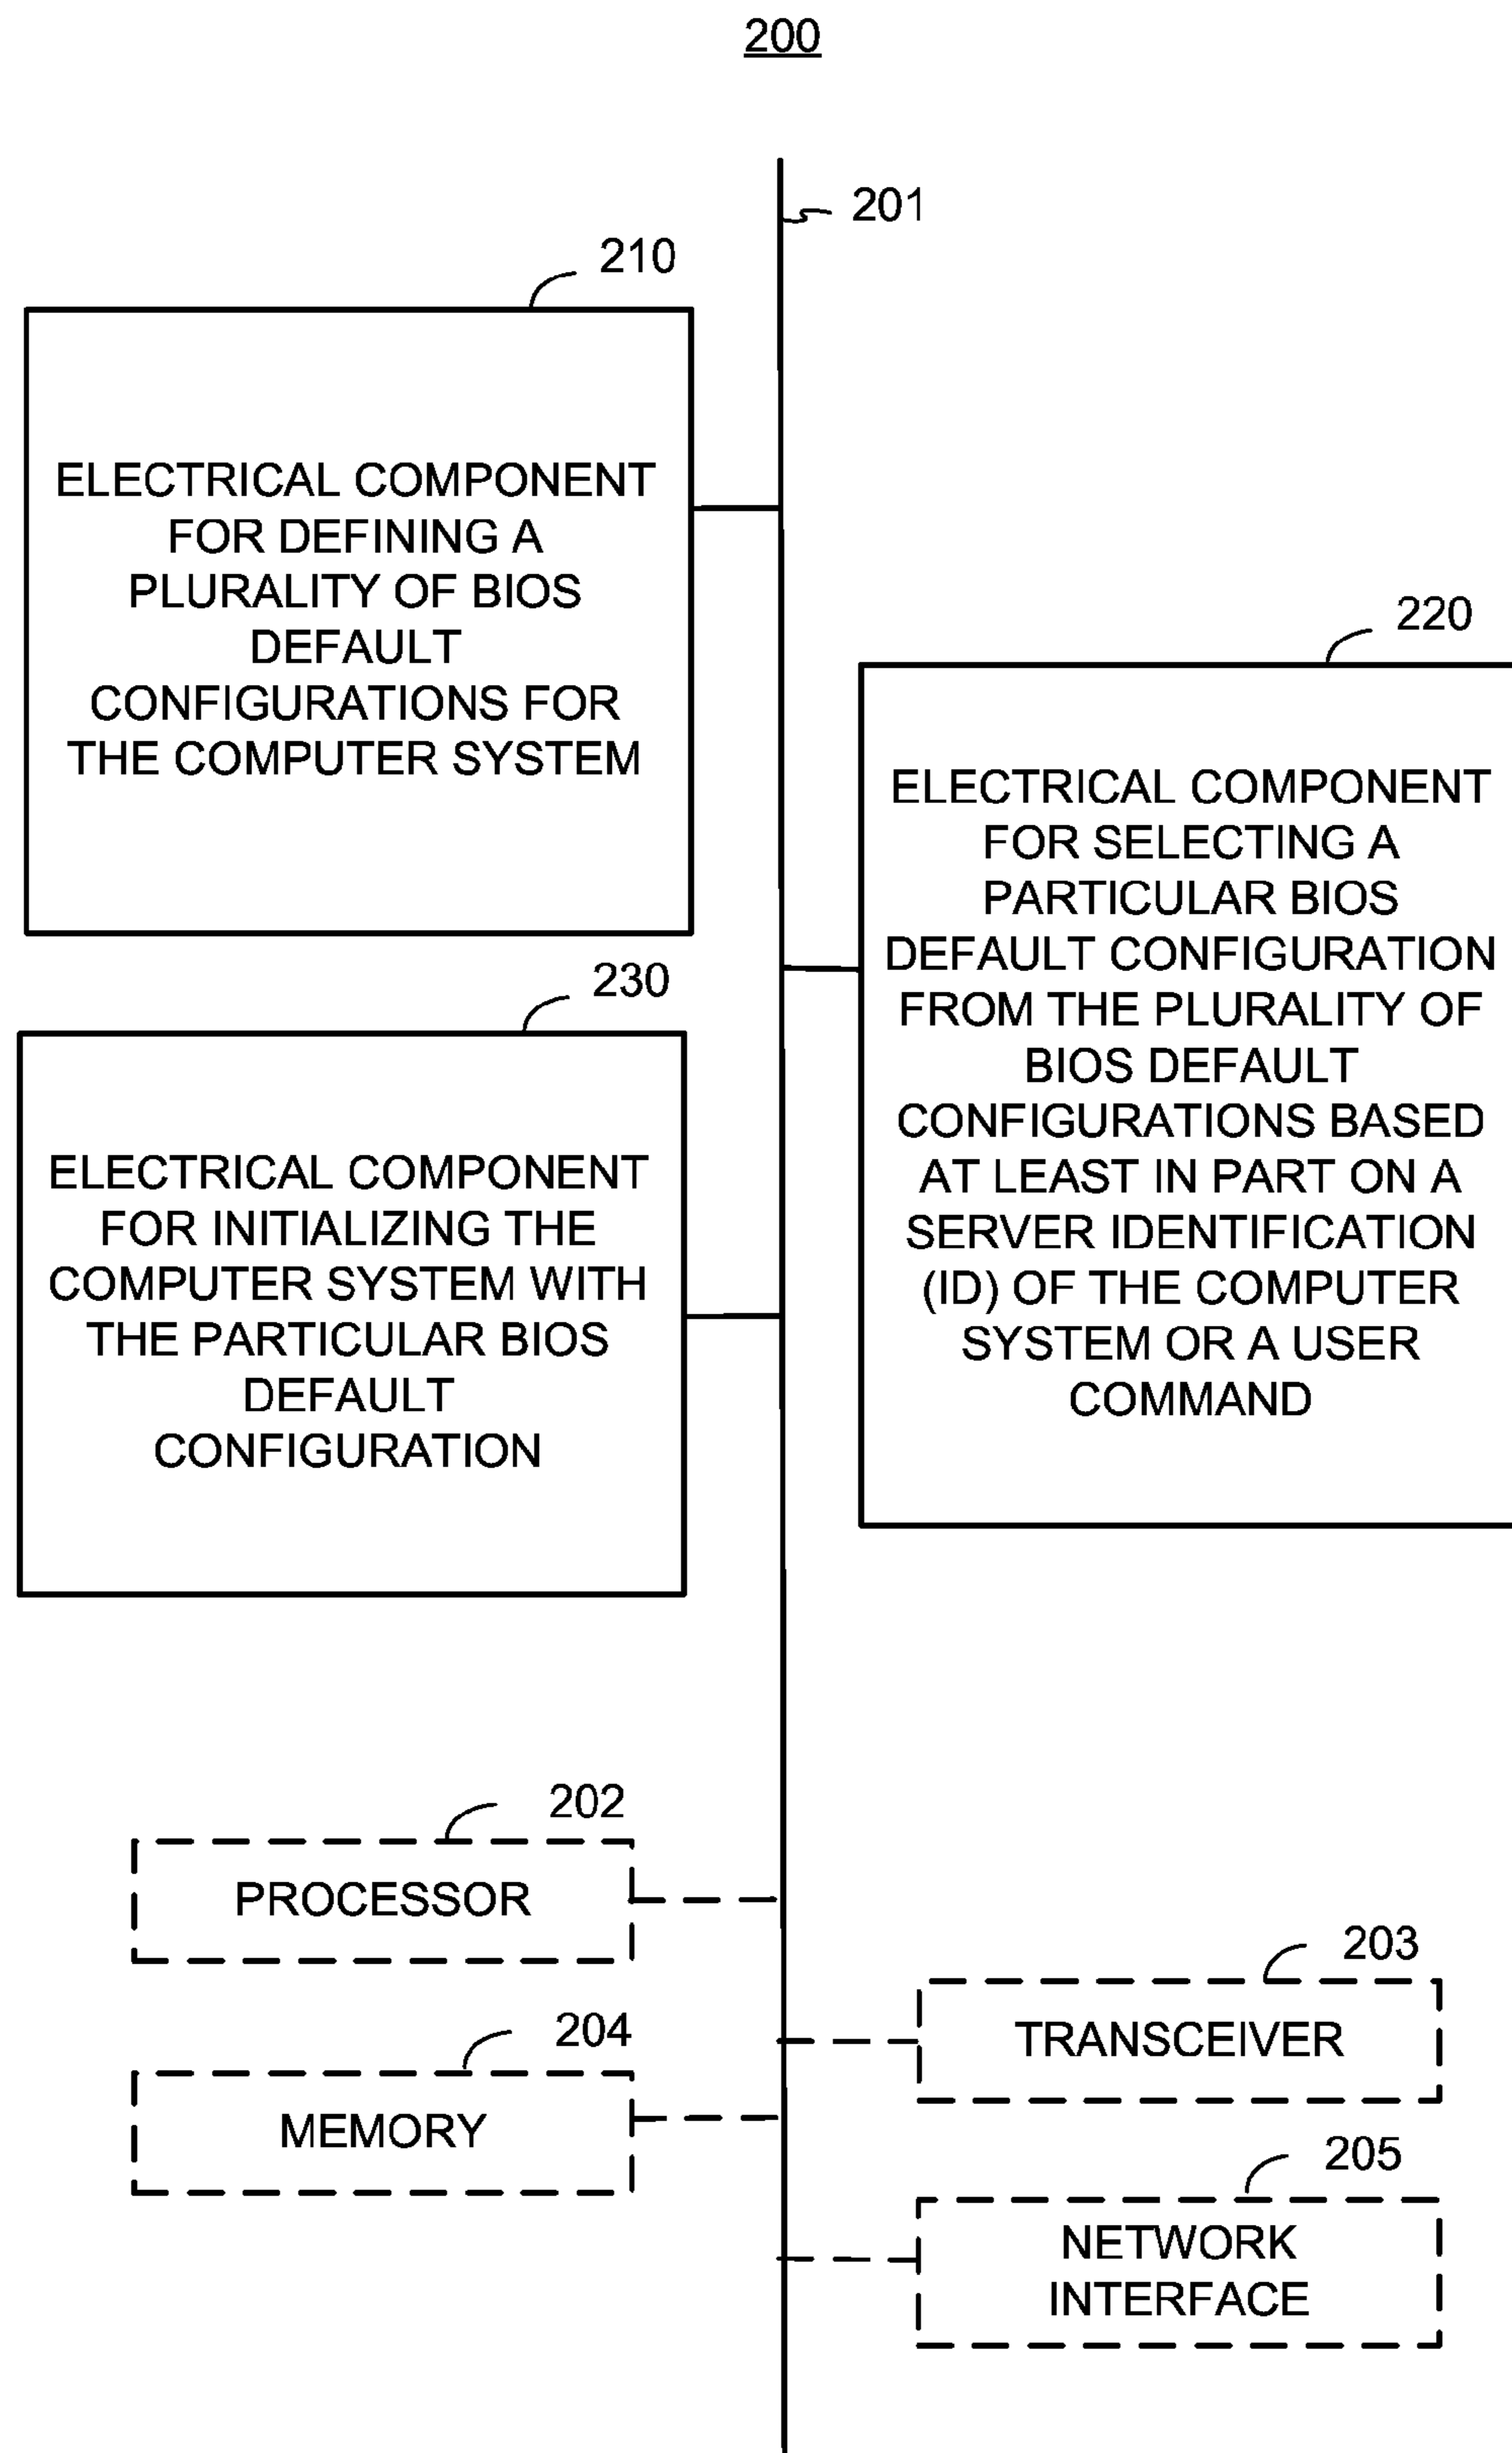 200
201
210
ELECTRICAL COMPONENT
FOR DEFINING A
PLURALITY OF BIOS
DEFAULT
CONFIGURATIONS FOR
THE COMPUTER SYSTEM
220
ELECTRICAL COMPONENT
FOR SELECTING A
PARTICULAR BIOS
DEFAULT CONFIGURATION
FROM THE PLURALITY OF
BIOS DEFAULT
CONFIGURATIONS BASED
AT LEAST IN PART ON A
SERVER IDENTIFICATION
(ID) OF THE COMPUTER
SYSTEM OR A USER
COMMAND
230
ELECTRICAL COMPONENT
FOR INITIALIZING THE
COMPUTER SYSTEM WITH
THE PARTICULAR BIOS
DEFAULT
CONFIGURATION
202
PROCESSOR
203
TRANSCEIVER
204
MEMORY
205
NETWORK
INTERFACE